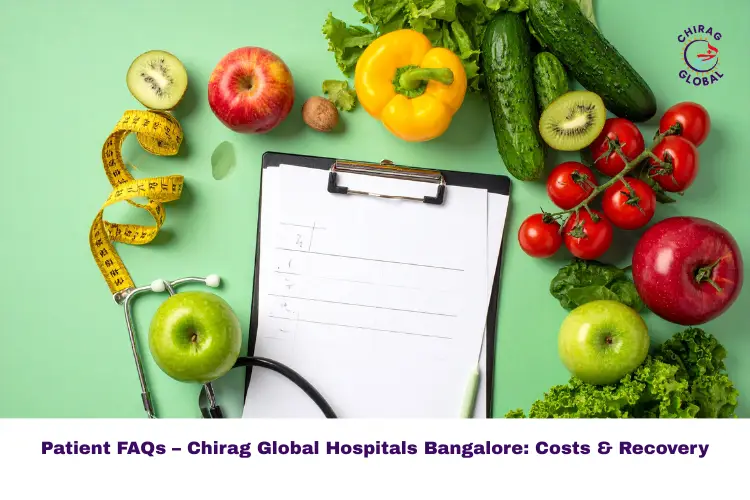 CHIRAG
GLOBAL
Patient FAQs – Chirag Global Hospitals Bangalore: Costs & Recovery